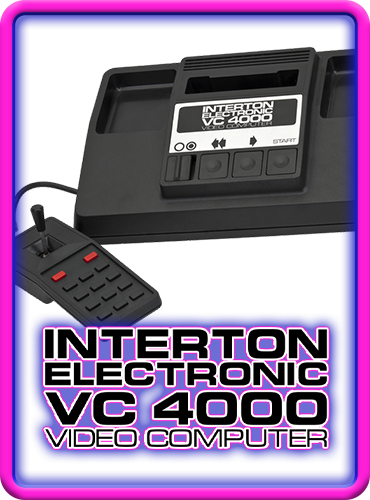 INTERTON
ELECTRONIC
VC 4000
VIDEO COMPUTER
START
INTERTON
ELECTRONIC
VC 4000
VIDEO COMPUTER